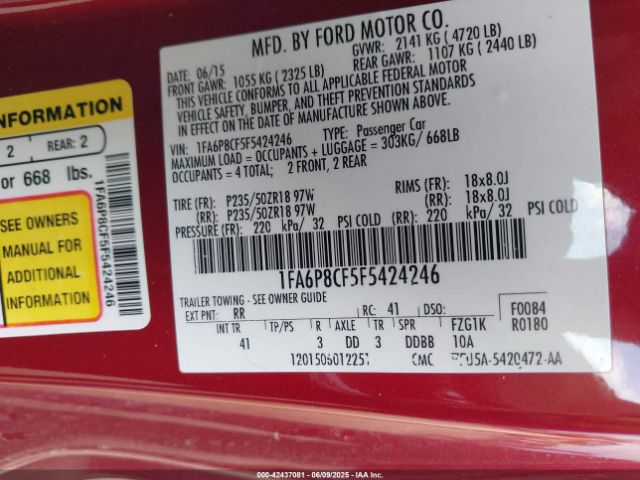 MFD. BY FORD MOTOR CO.
DATE: 06/15
GVWR: 2141 KG ( 4720 LB)
FRONT GAWR: 1055 KG ( 2325 LB)
REAR GAWR: 1107 KG ( 2440 LB)
THIS VEHICLE CONFORMS TO ALL APPLICABLE FEDERAL MOTOR
VEHICLE SAFETY, BUMPER, AND THEFT PREVENTION STANDARDS
IN EFFECT ON THE DATE OF MANUFACTURE SHOWN ABOVE.
VIN: 1FA6P8CF5F5424246
TYPE: Passenger Car
MAXIMUM LOAD = OCCUPANTS + LUGGAGE = 303KG/ 668LB
OCCUPANTS = 4 TOTAL; 2 FRONT, 2 REAR
TIRE (FR): P235/50ZR18 97W RIMS (FR): 18x8.0J
(RR): P235/50ZR18 97W (RR): 18x8.0J
PRESSURE (FR): 220 kPa/ 32 PSI COLD (RR): 220 kPa/ 32 PSI COLD
1FA6P8CF5F5424246
TRAILER TOWING - SEE OWNER GUIDE
EXT PNT: RR RC: 41 DSO: F0084
R0180
INT TR TP/PS R AXLE TR SPR FZG1K
41 3 DD 3 DDBB 10A
CMC
INFORMATION
2 REAR: 2
or 668 lbs.
SEE OWNERS
MANUAL FOR
ADDITIONAL
INFORMATION
1FA6P8CF5F5424246
000-42437081 - 06/09/2025 - IAAI.COM